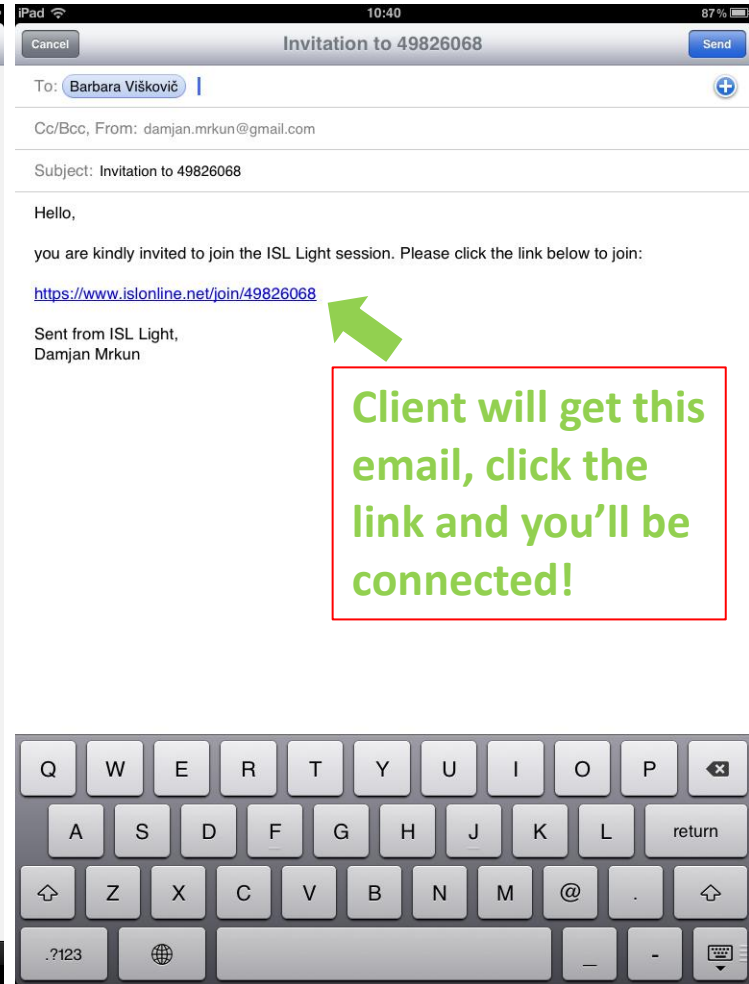 iPad 10:40 87%
Cancel Invitation to 49826068 Send
To: Barbara Viškovič
Cc/Bcc, From: damjan.mrkun@gmail.com
Subject: Invitation to 49826068
Hello,
you are kindly invited to join the ISL Light session. Please click the link below to join:
https://www.islonline.net/join/49826068
Sent from ISL Light,
Damjan Mrkun
Client will get this
email, click the
link and you’ll be
connected!
Q W E R T Y U I O P
A S D F G H J K L return
Z X C V B N M @ .
.?123 _ -